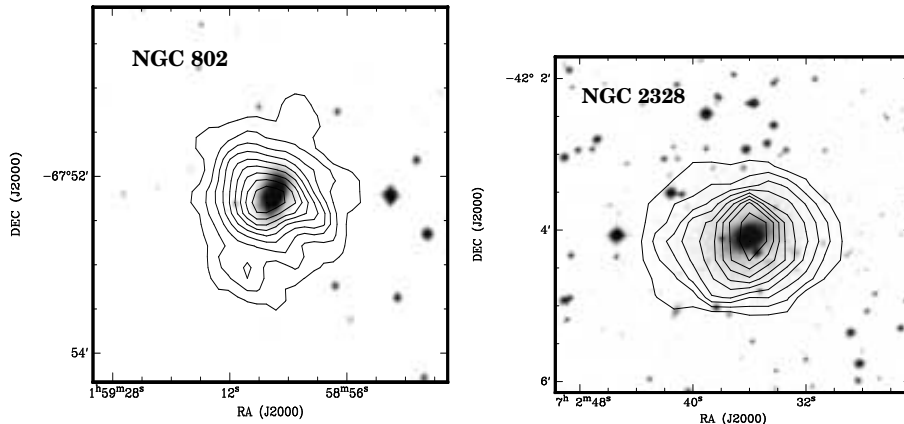 NGC 802
DEC (J2000)
−67°52′
54′
1ʰ59ᵐ28ˢ
12ˢ
58ᵐ56ˢ
RA (J2000)
NGC 2328
DEC (J2000)
−42° 2′
4′
6′
7ʰ 2ᵐ48ˢ
40ˢ
32ˢ
RA (J2000)